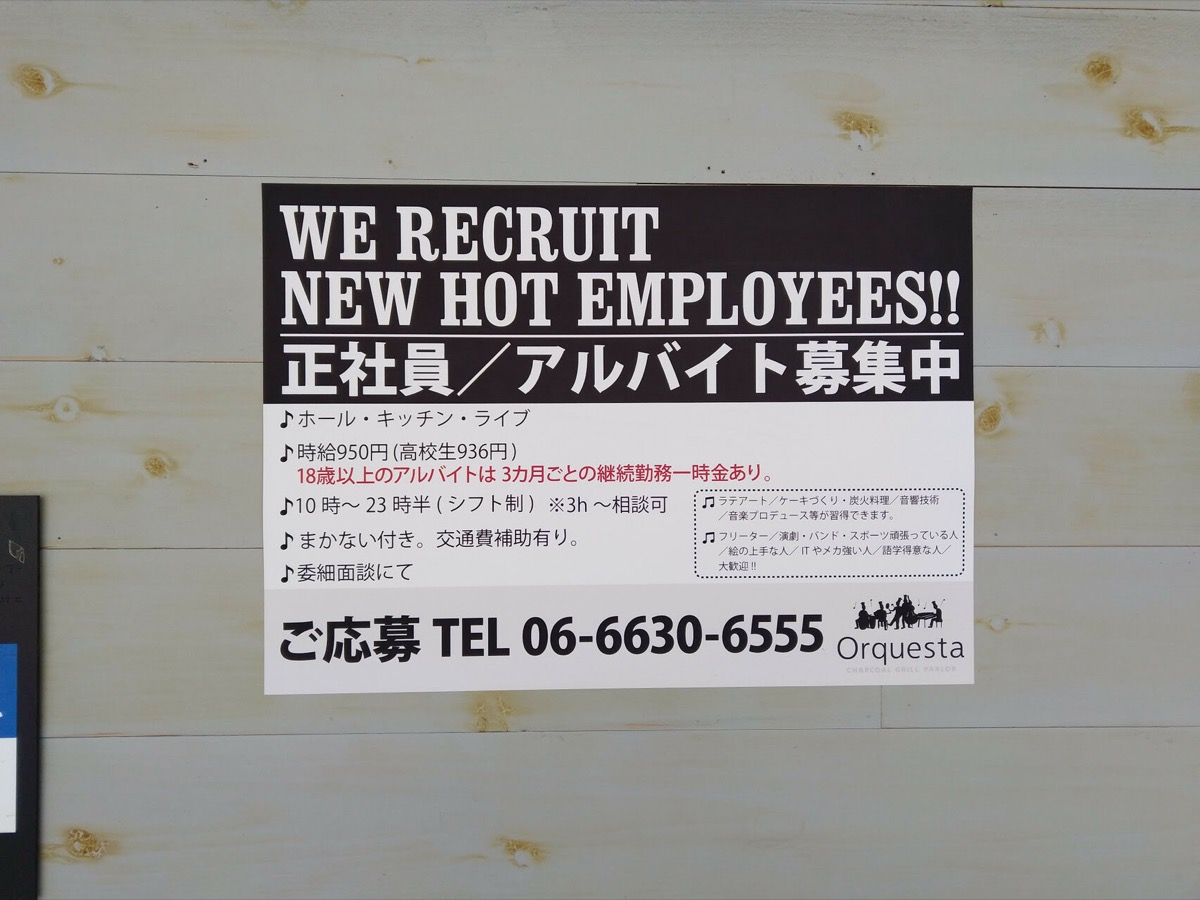 WE RECRUIT
NEW HOT EMPLOYEES!!
正社員／アルバイト募集中
♪ホール・キッチン・ライブ
♪時給950円(高校生936円)
18歳以上のアルバイトは 3カ月ごとの継続勤務一時金あり。
♪10時～23時半(シフト制) ※3h～相談可
♪まかない付き。交通費補助有り。
♪委細面談にて
♫ラテアート／ケーキづくり・炭火料理／音響技術
／音楽プロデュース等が習得できます。
♫フリーター／演劇・バンド・スポーツ頑張っている人
／絵の上手な人／ITやメカ強い人／語学得意な人／
大歓迎!!
ご応募 TEL 06-6630-6555
Orquesta
CHARCOAL GRILL PARLOR